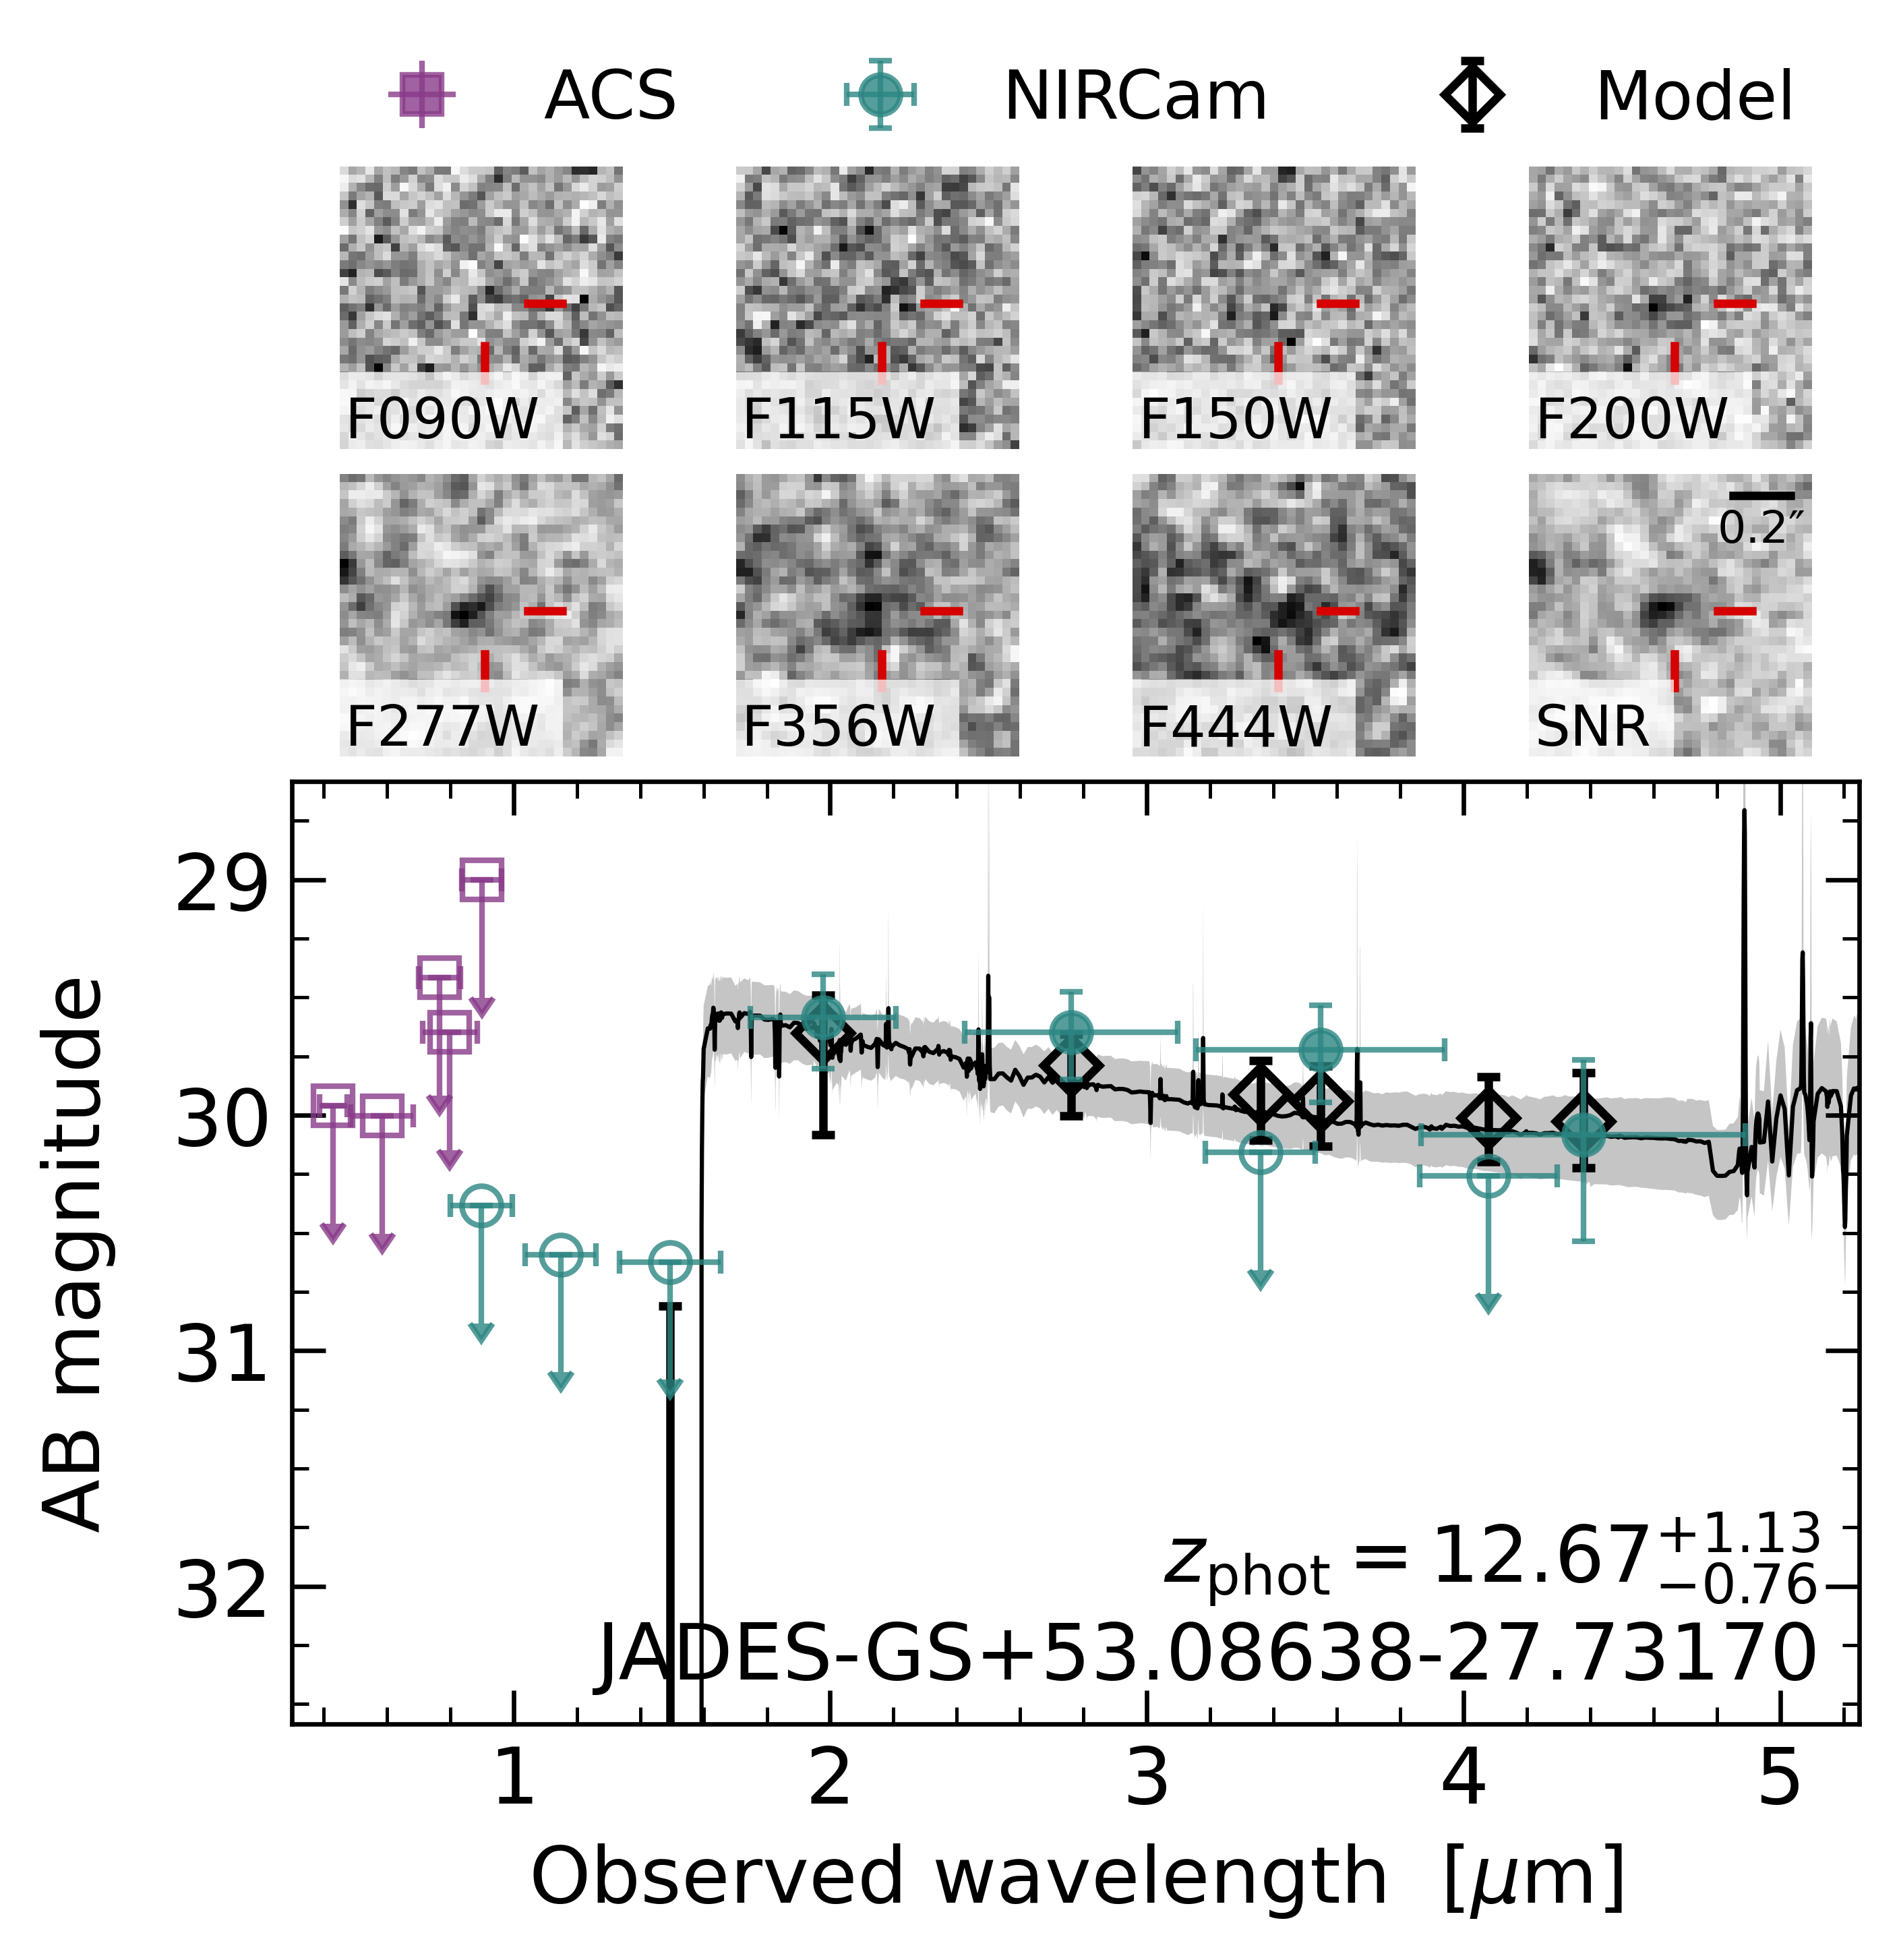 ACS NIRCam Model
F090W F115W F150W F200W
0.2″
F277W F356W F444W SNR
29
30
31
32
AB magnitude
z_phot = 12.67 +1.13 −0.76
JADES-GS+53.08638-27.73170
1 2 3 4 5
Observed wavelength [μm]